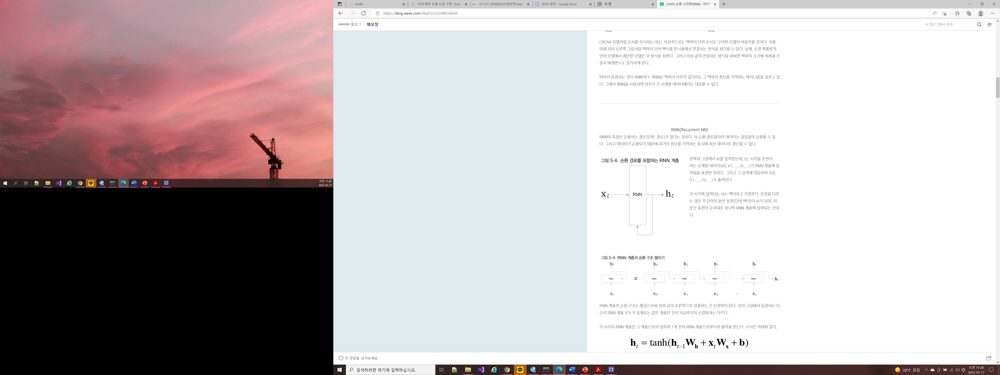 오전 11:28
2022-05-17
intell/
사과 예측 모델 논문 구현 _final
01=(J1_201800567)정승현.hwp
0510 정리 - Google Docs
새 탭
[ch05] 순환 신경망(RNN) : 네이버
https://blog.naver.com/tiled12/222048236649
NAVER 블로그
메모장
이 블로그에서 검색
CBOW 모델처럼 순서를 무시하는 대신, 이상적으로는 맥락의 단어 순서도 고려한 모델이 바람직할 것이다. 이를
위해 위의 오른쪽 그림처럼 맥락의 단어 벡터를 은닉층에서 연결하는 방식을 생각할 수 있다. 실제, 신경 확률론적
언어 모델에서 제안한 모델은 이 방식을 취한다. 그러나 이와 같이 연결하는 방식을 취하면 맥락의 크기에 비례해 가
중치 매개변수도 증가하게 된다.
따라서 등장하는 것이 RNN이다. RNN은 맥락이 아무리 길더라도 그 맥락의 정보를 기억하는 메커니즘을 갖추고 있
다. 그래서 RNN을 사용하면 아무리 긴 시계열 데이터에라도 대응할 수 있다.
RNN(Recurrent NN)
RNN의 특징은 순환하는 경로(닫힌 경로)가 있다는 것이다. 이 순환 경로를따라 데이터는 끊임없이 순환할 수 있
다. 그리고 데이터가 순환되기 때문에 과거의 정보를 기억하는 동시에 최신 데이터로 갱신될 수 있다.
그림 5-6 순환 경로를 포함하는 RNN 계층
x_t
RNN
h_t
왼쪽의 그림에서 xt를 입력받는데, t는 시각을 뜻한다.
이는 시계열 데이터(x0, x1, ..., xt, ...)가 RNN 계층에 입
력됨을 표현한 것이다. 그리고 그 입력에 대응하여 (h0,
h1, ..., ht, ...)가 출력된다.
각 시각에 입력되는 xt는 벡터라고 가정한다. 문장을 다루
는 경우 각 단어의 분산 표현(단어 벡터)이 xt가 되며, 이
분산 표현이 순서대로 하나씩 RNN 계층에 입력되는 것이
다.
그림 5-8 RNN 계층의 순환 구조 펼치기
h_t h_0 h_1 h_2 h_t
RNN = RNN RNN RNN ... RNN h_t
x_t x_0 x_1 x_2 ... x_t
RNN 계층의 순환 구조는 펼침으로써 위와 같이 오른쪽으로 성장하는 긴 신경망이 된다. 위의 그림에서 등장하는 다
수의 RNN 계층 모두가 실제로는 같은 계층인 것이 지금까지의 신경망과는 다르다.
각 시각의 RNN 계층은 그 계층으로의 입력과 1개 전의 RNN 계층으로부터의 출력을 받는다. 수식은 아래와 같다.
h_t = tanh(h_{t-1}W_h + x_tW_x + b)
첫 댓글을 남겨보세요
검색하려면 여기에 입력하십시오.
23°C 맑음
오전 11:28
2022-05-17